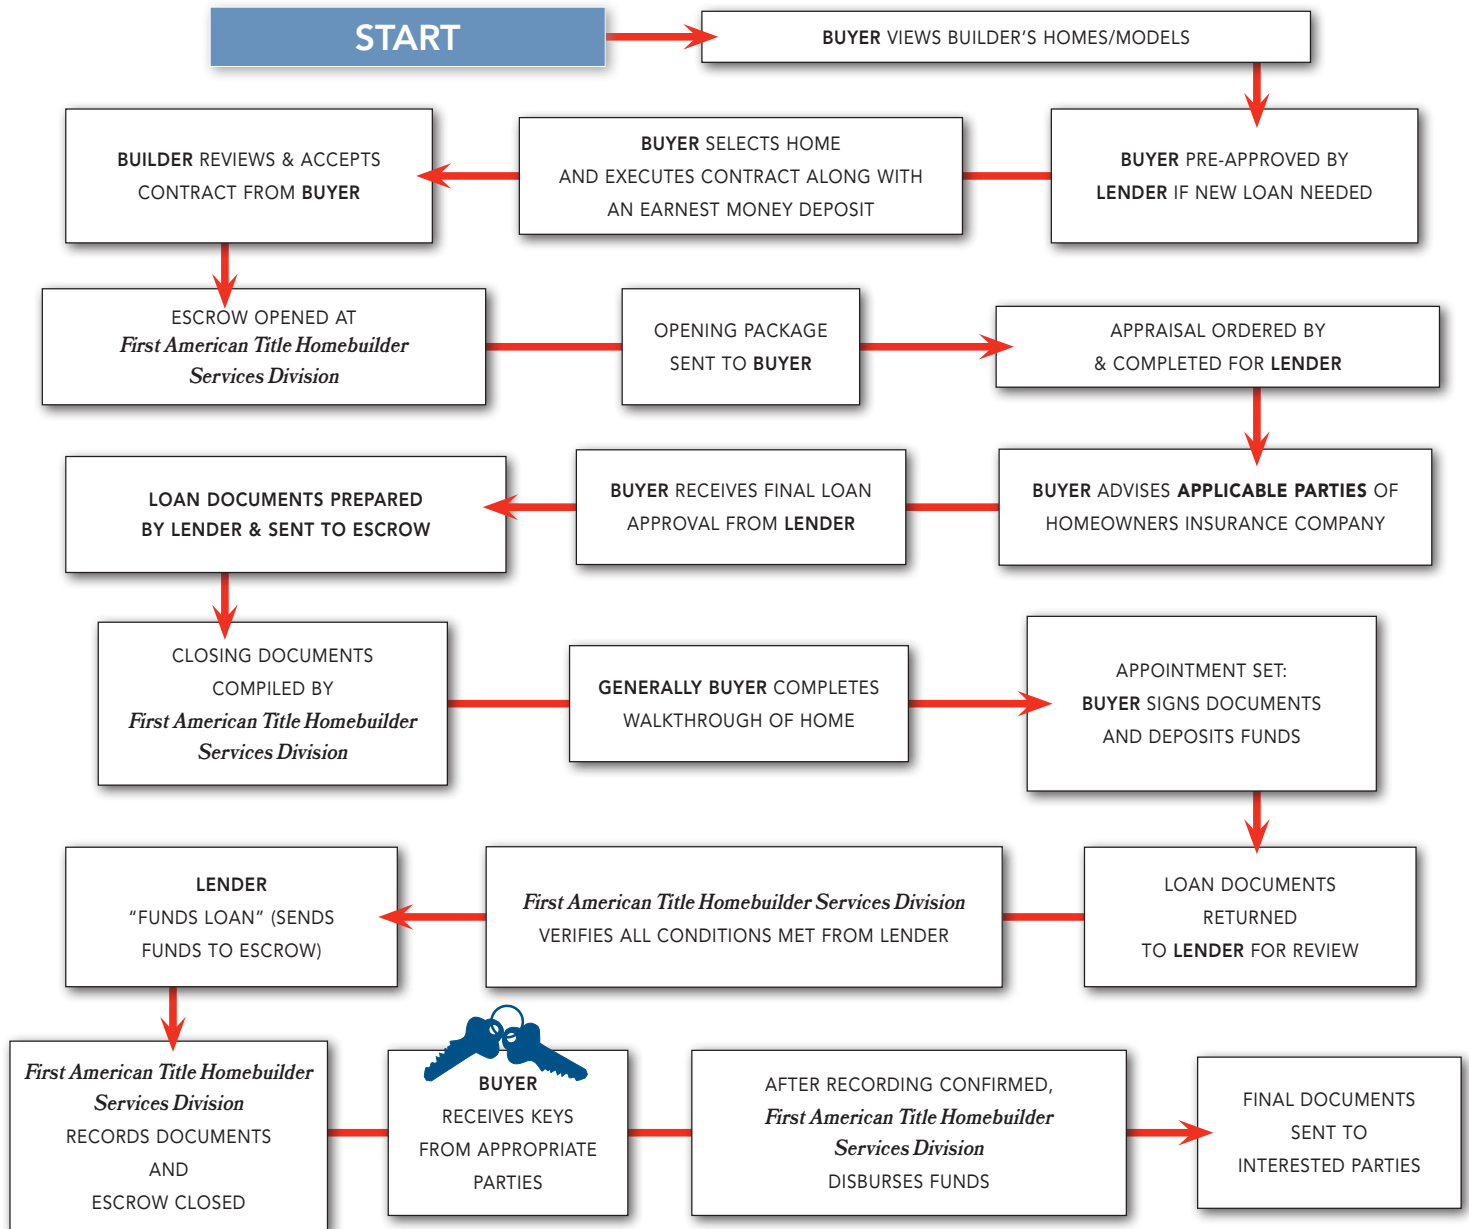 START
BUYER VIEWS BUILDER'S HOMES/MODELS
BUYER PRE-APPROVED BY
LENDER IF NEW LOAN NEEDED
BUYER SELECTS HOME
AND EXECUTES CONTRACT ALONG WITH
AN EARNEST MONEY DEPOSIT
BUILDER REVIEWS & ACCEPTS
CONTRACT FROM BUYER
ESCROW OPENED AT
First American Title Homebuilder
Services Division
OPENING PACKAGE
SENT TO BUYER
APPRAISAL ORDERED BY
& COMPLETED FOR LENDER
BUYER ADVISES APPLICABLE PARTIES OF
HOMEOWNERS INSURANCE COMPANY
BUYER RECEIVES FINAL LOAN
APPROVAL FROM LENDER
LOAN DOCUMENTS PREPARED
BY LENDER & SENT TO ESCROW
CLOSING DOCUMENTS
COMPILED BY
First American Title Homebuilder
Services Division
GENERALLY BUYER COMPLETES
WALKTHROUGH OF HOME
APPOINTMENT SET:
BUYER SIGNS DOCUMENTS
AND DEPOSITS FUNDS
LOAN DOCUMENTS
RETURNED
TO LENDER FOR REVIEW
First American Title Homebuilder Services Division
VERIFIES ALL CONDITIONS MET FROM LENDER
LENDER
“FUNDS LOAN” (SENDS
FUNDS TO ESCROW)
First American Title Homebuilder
Services Division
RECORDS DOCUMENTS
AND
ESCROW CLOSED
BUYER
RECEIVES KEYS
FROM APPROPRIATE
PARTIES
AFTER RECORDING CONFIRMED,
First American Title Homebuilder
Services Division
DISBURSES FUNDS
FINAL DOCUMENTS
SENT TO
INTERESTED PARTIES